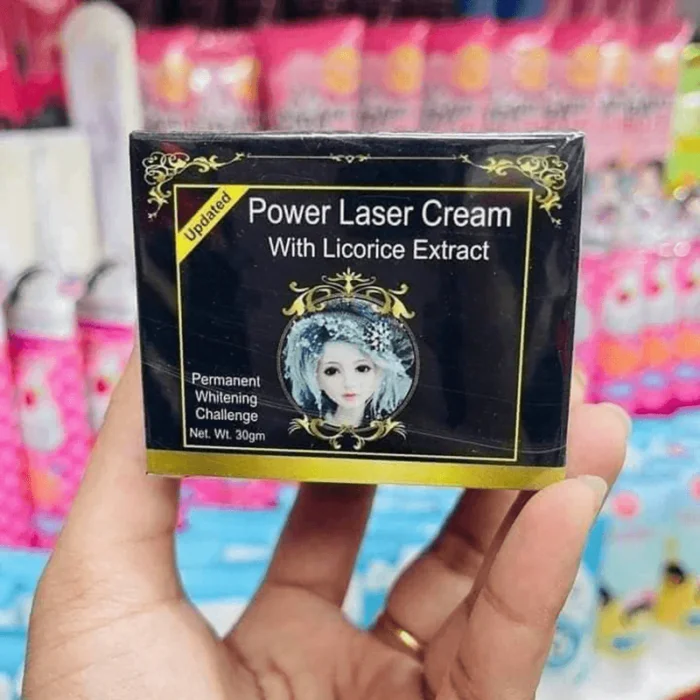 Updated
Power Laser Cream
With Licorice Extract
Permanent
Whitening
Challenge
Net. Wt. 30gm